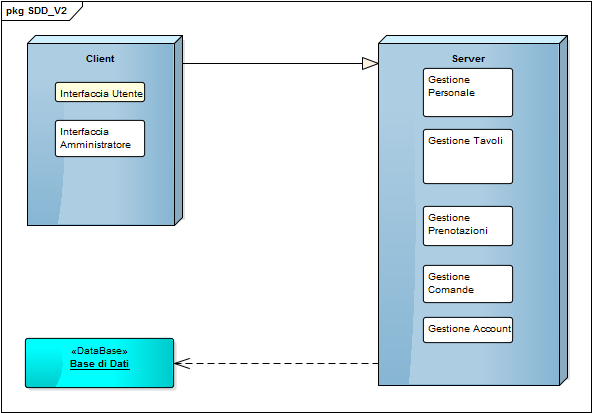 pkg SDD_V2
Client
Interfaccia Utente
Interfaccia
Amministratore
Server
Gestione
Personale
Gestione Tavoli
Gestione
Prenotazioni
Gestione
Comande
Gestione Account
«DataBase»
Base di Dati